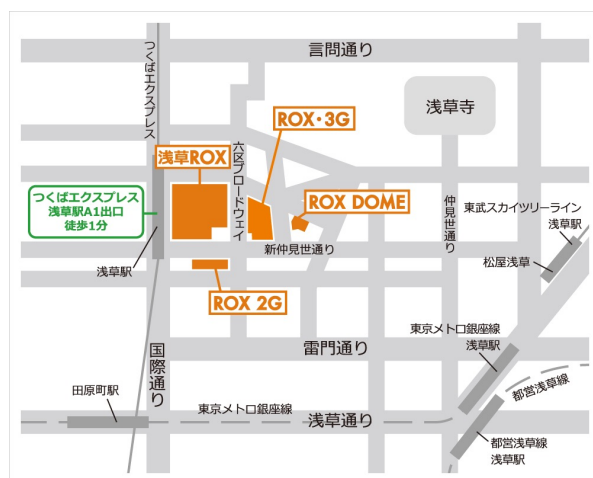 つくばエクスプレス
言問通り
浅草寺
ROX・3G
六区ブロードウェイ
浅草ROX
つくばエクスプレス
浅草駅A1出口
徒歩1分
ROX DOME
仲見世通り
東武スカイツリーライン
浅草駅
新仲見世通り
松屋浅草
浅草駅
ROX 2G
東京メトロ銀座線
浅草駅
雷門通り
国際通り
田原町駅
東京メトロ銀座線
浅草通り
都営浅草線
都営浅草線
浅草駅